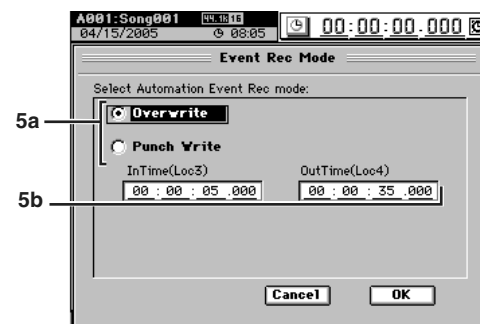 A001:Song001 44.1K 16
04/15/2005 08:05
00:00:00.000
Event Rec Mode
Select Automation Event Rec mode:
5a
Overwrite
Punch Write
InTime(Loc3) OutTime(Loc4)
5b
00 : 00 : 05 .000 00 : 00 : 35 .000
Cancel OK